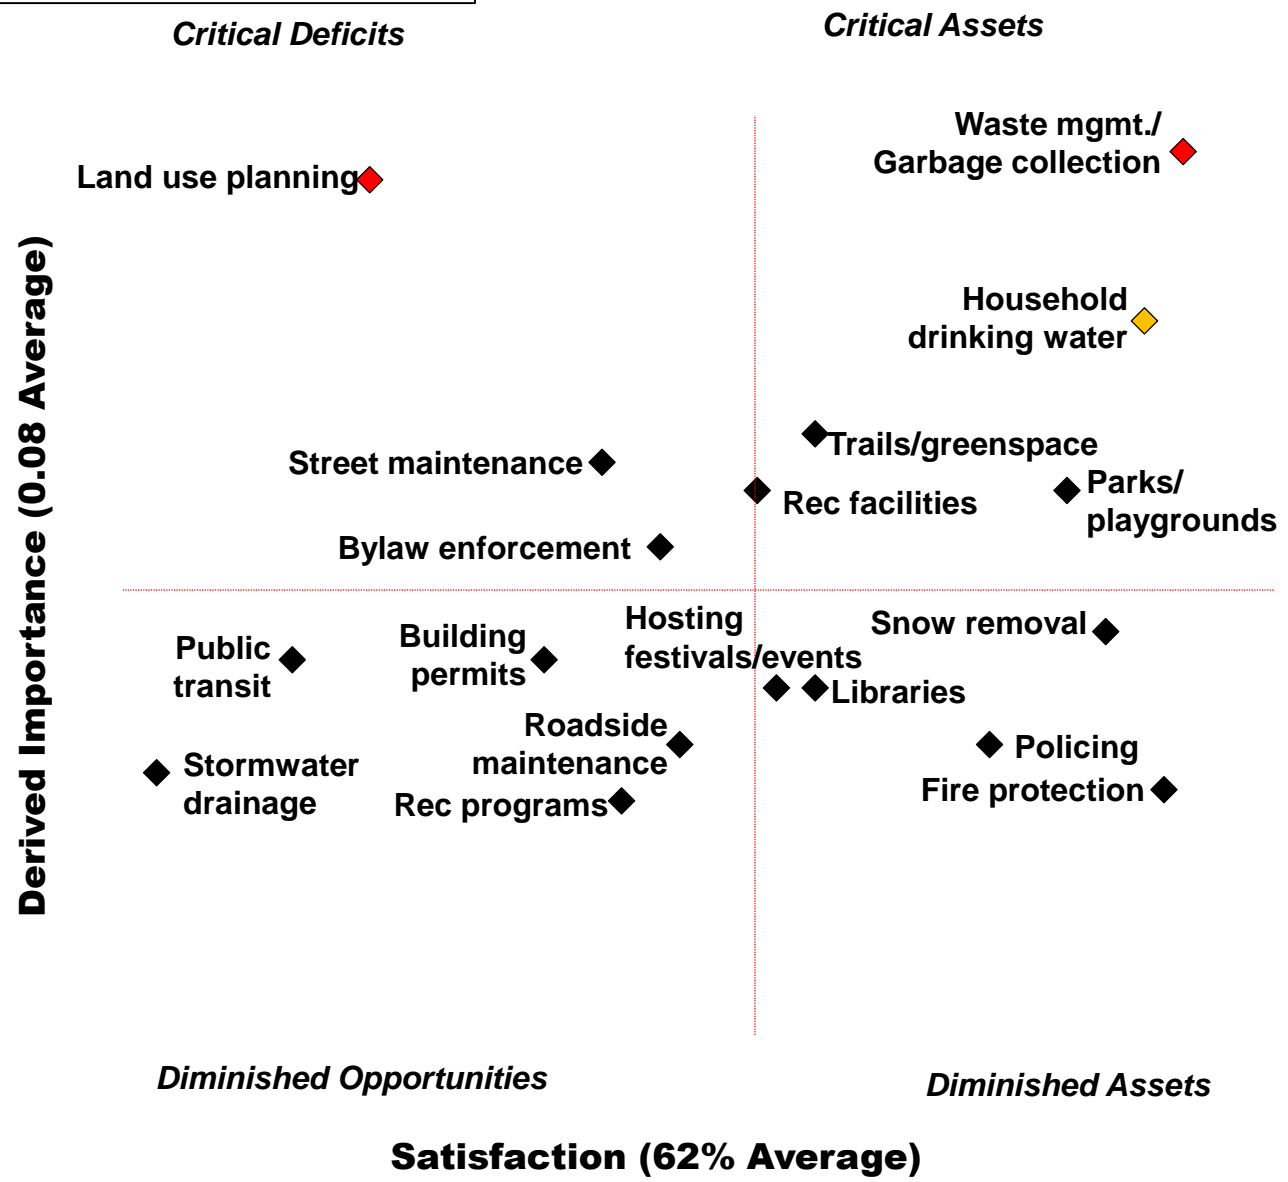 Critical Deficits
Critical Assets
Waste mgmt./
Garbage collection
Land use planning
Household
drinking water
Trails/greenspace
Street maintenance
Parks/
playgrounds
Rec facilities
Bylaw enforcement
Hosting
festivals/events
Snow removal
Building
permits
Public
transit
Libraries
Roadside
maintenance
Policing
Stormwater
drainage
Fire protection
Rec programs
Derived Importance (0.08 Average)
Diminished Opportunities
Diminished Assets
Satisfaction (62% Average)